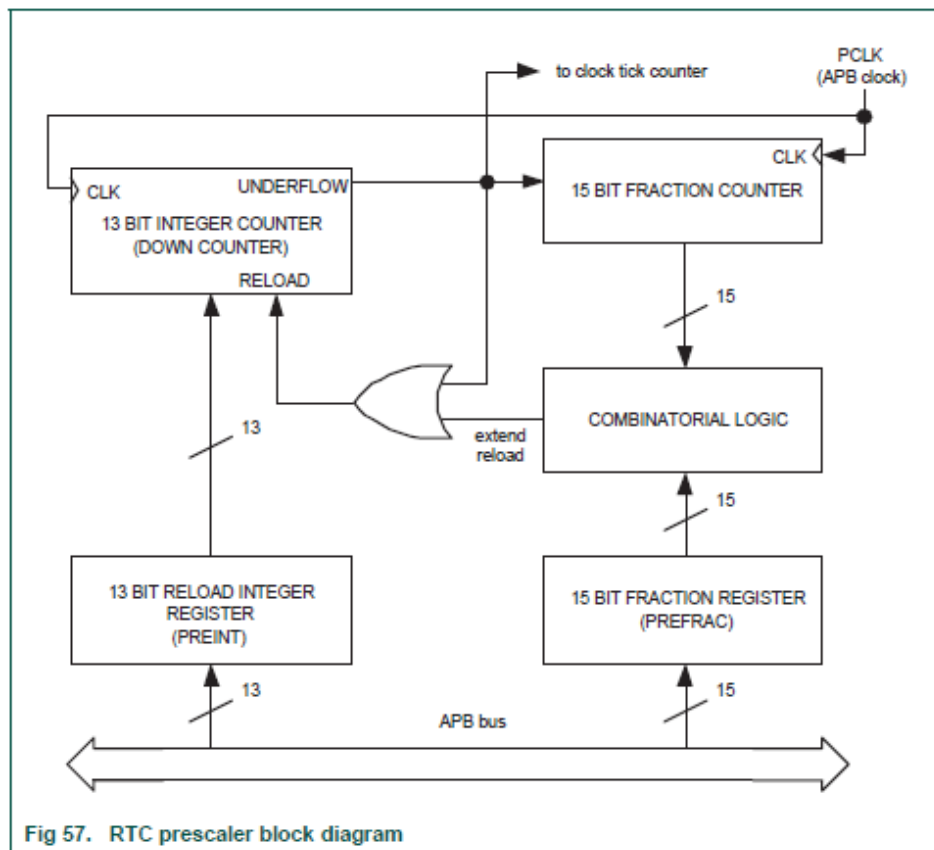 to clock tick counter
PCLK
(APB clock)
CLK
UNDERFLOW
13 BIT INTEGER COUNTER
(DOWN COUNTER)
RELOAD
CLK
15 BIT FRACTION COUNTER
15
13
extend
reload
COMBINATORIAL LOGIC
15
13 BIT RELOAD INTEGER
REGISTER
(PREINT)
15 BIT FRACTION REGISTER
(PREFRAC)
13
15
APB bus
Fig 57. RTC prescaler block diagram